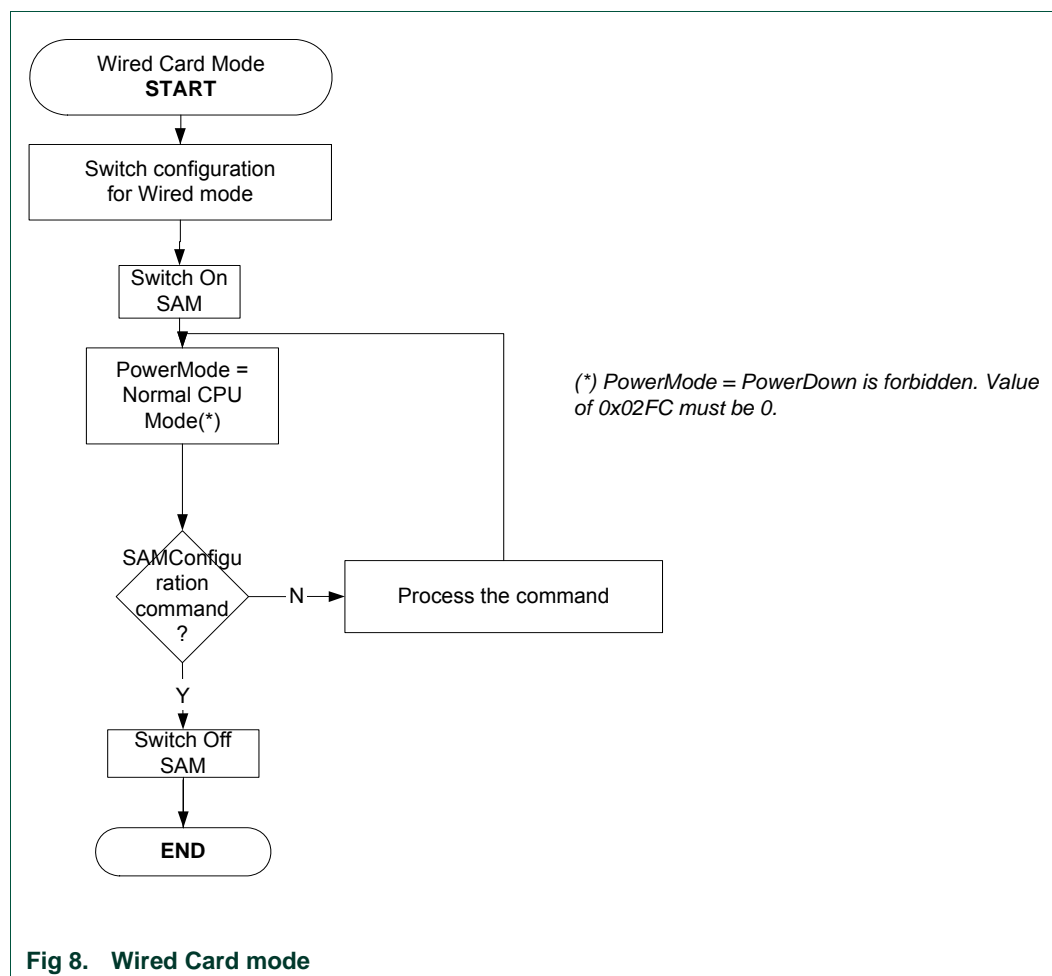 Wired Card Mode
START
Switch configuration
for Wired mode
Switch On
SAM
PowerMode =
Normal CPU
Mode(*)
(*) PowerMode = PowerDown is forbidden. Value
of 0x02FC must be 0.
SAMConfigu
ration
command
?
N
Process the command
Y
Switch Off
SAM
END
Fig 8. Wired Card mode